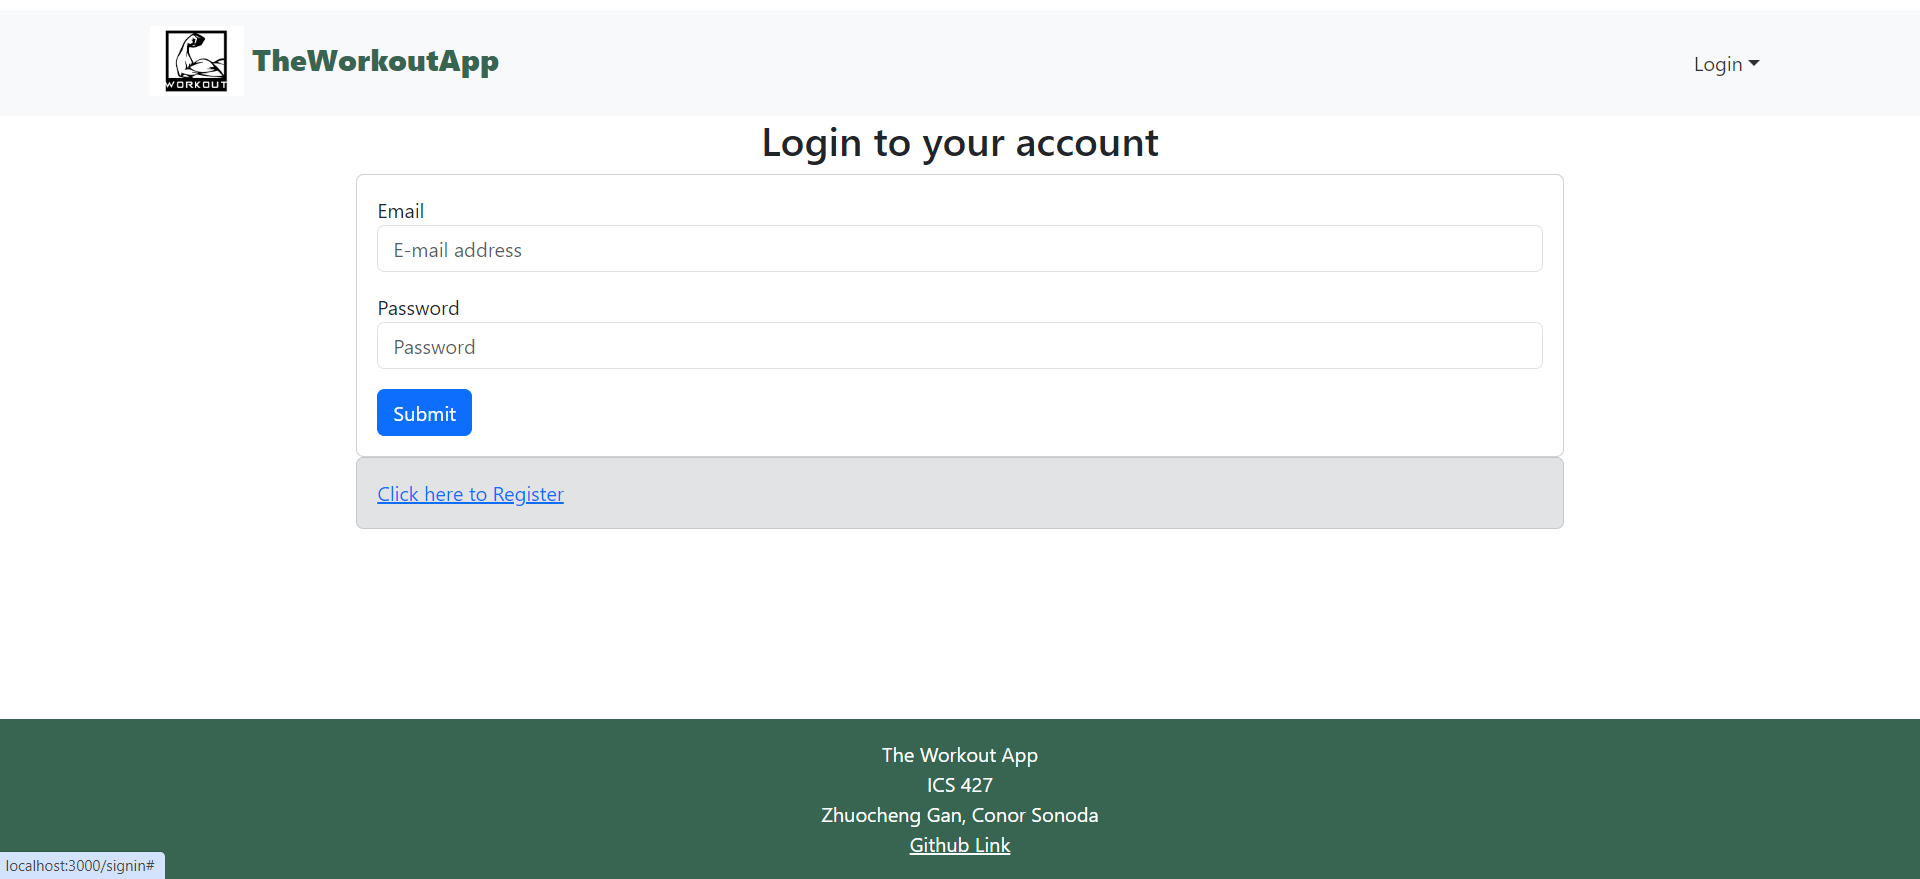 WORKOUT
TheWorkoutApp
Login
Login to your account
Email
E-mail address
Password
Password
Submit
Click here to Register
The Workout App
ICS 427
Zhuocheng Gan, Conor Sonoda
Github Link
localhost:3000/signin#